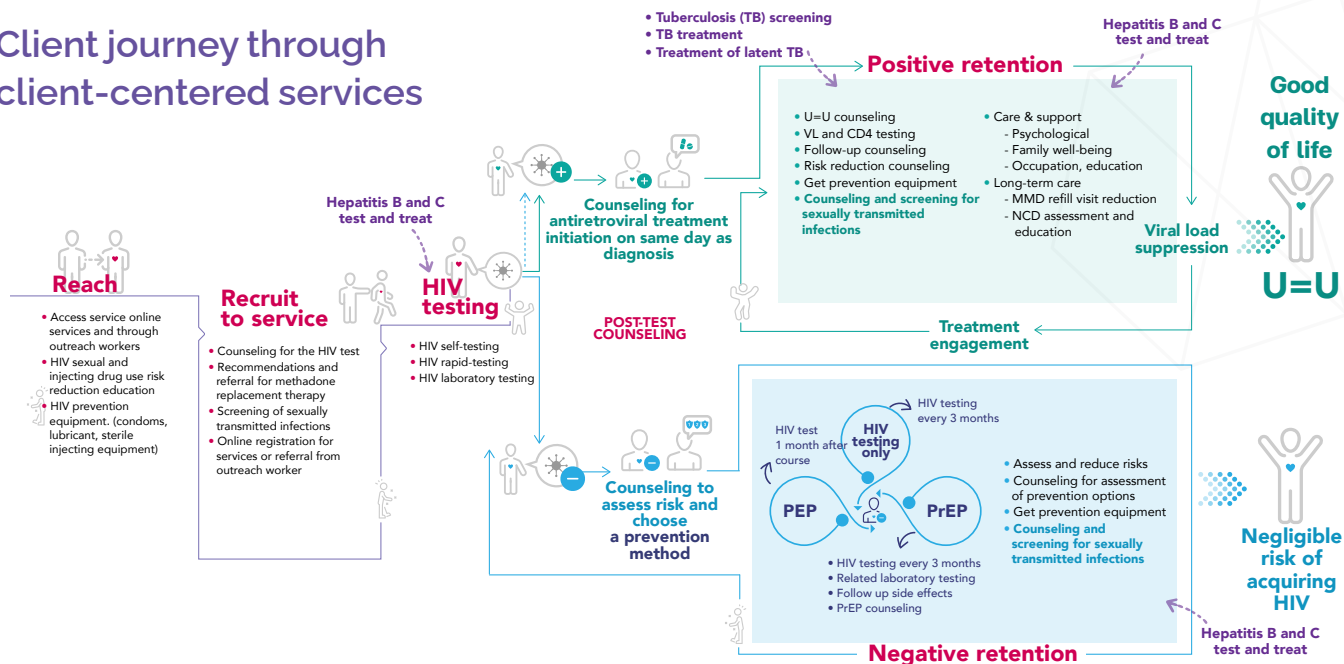 Client journey through
client-centered services
• Tuberculosis (TB) screening
• TB treatment
• Treatment of latent TB
Hepatitis B and C
test and treat
Positive retention
• U=U counseling
• VL and CD4 testing
• Follow-up counseling
• Risk reduction counseling
• Get prevention equipment
• Counseling and screening for
sexually transmitted
infections
• Care & support
- Psychological
- Family well-being
- Occupation, education
• Long-term care
- MMD refill visit reduction
- NCD assessment and
education
Good
quality
of life
Viral load
suppression
U=U
Treatment
engagement
Hepatitis B and C
test and treat
Counseling for
antiretroviral treatment
initiation on same day as
diagnosis
Reach
• Access service online
services and through
outreach workers
• HIV sexual and
injecting drug use risk
reduction education
• HIV prevention
equipment. (condoms,
lubricant, sterile
injecting equipment)
Recruit
to service
• Counseling for the HIV test
• Recommendations and
referral for methadone
replacement therapy
• Screening of sexually
transmitted infections
• Online registration for
services or referral from
outreach worker
HIV
testing
• HIV self-testing
• HIV rapid-testing
• HIV laboratory testing
POST-TEST
COUNSELING
Counseling to
assess risk and
choose
a prevention
method
HIV testing
every 3 months
HIV test
1 month after
course
HIV
testing
only
PEP
PrEP
• HIV testing every 3 months
• Related laboratory testing
• Follow up side effects
• PrEP counseling
• Assess and reduce risks
• Counseling for assessment
of prevention options
• Get prevention equipment
• Counseling and
screening for sexually
transmitted infections
Negligible
risk of
acquiring
HIV
Hepatitis B and C
test and treat
Negative retention